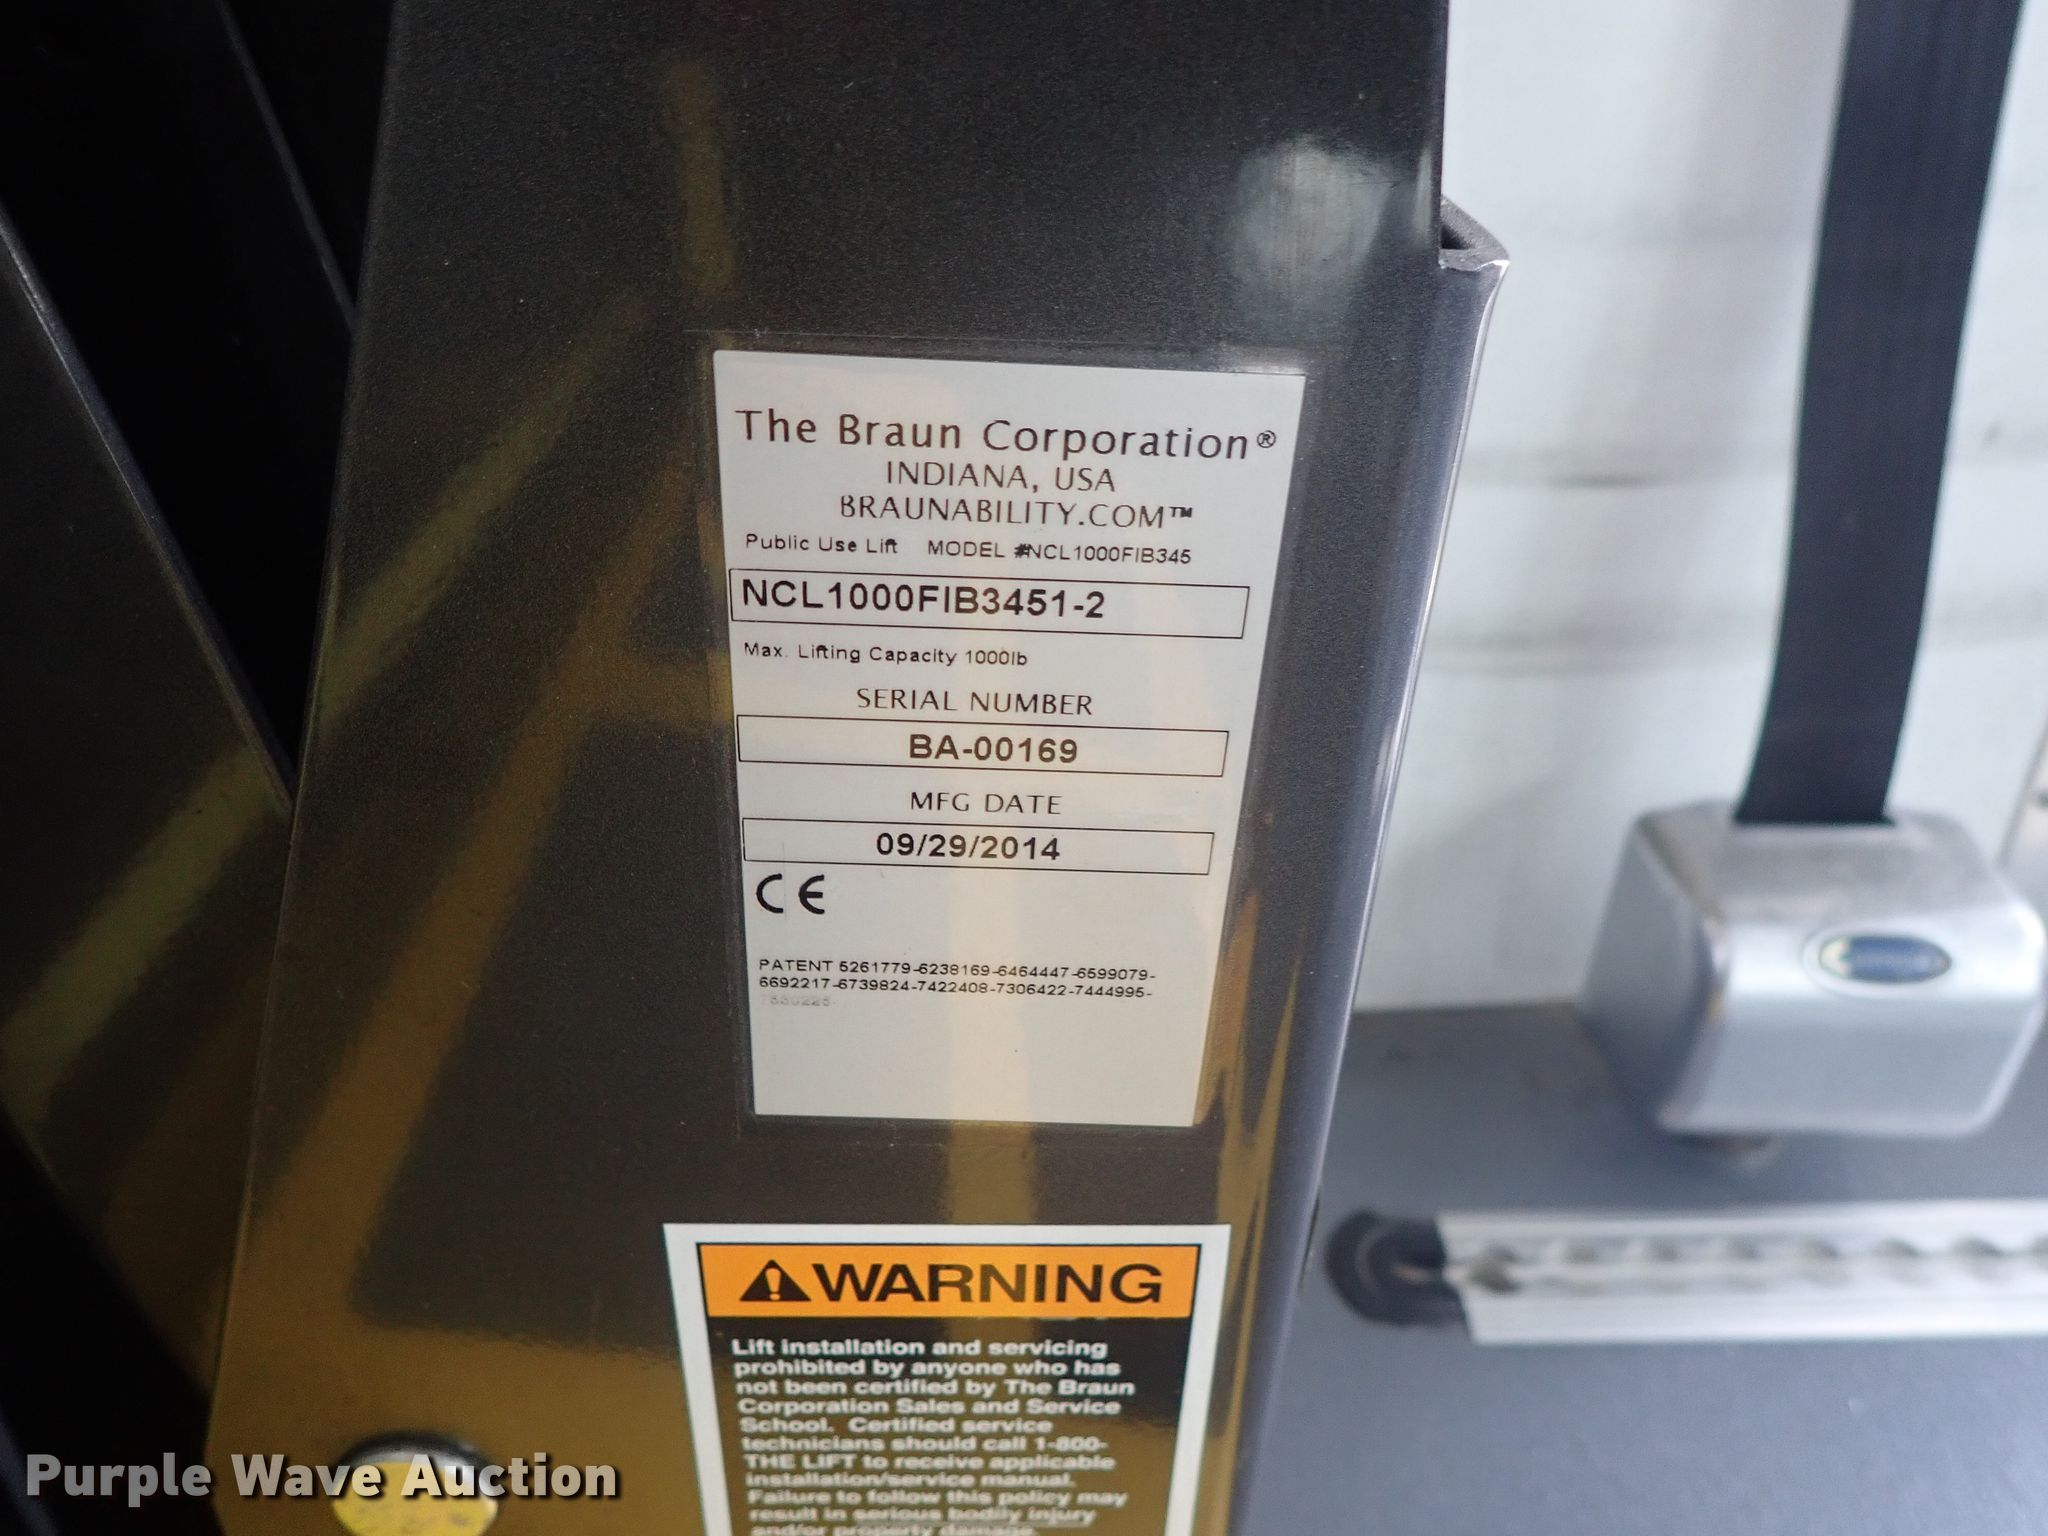 The Braun Corporation®
INDIANA, USA
BRAUNABILITY.COM™
Public Use Lift MODEL #NCL1000FIB345
NCL1000FIB3451-2
Max. Lifting Capacity 1000lb
SERIAL NUMBER
BA-00169
MFG DATE
09/29/2014
CE
PATENT 5261779-6238169-6464447-6599079-
6692217-6739824-7422408-7306422-7444995-
WARNING
Lift installation and servicing
prohibited by anyone who has
not been certified by The Braun
Corporation Sales and Service
School. Certified service
technicians should call 1-800-
THE LIFT to receive applicable
installation/service manual.
Failure to follow this policy may
result in serious bodily injury
and/or property damage.
Purple Wave Auction